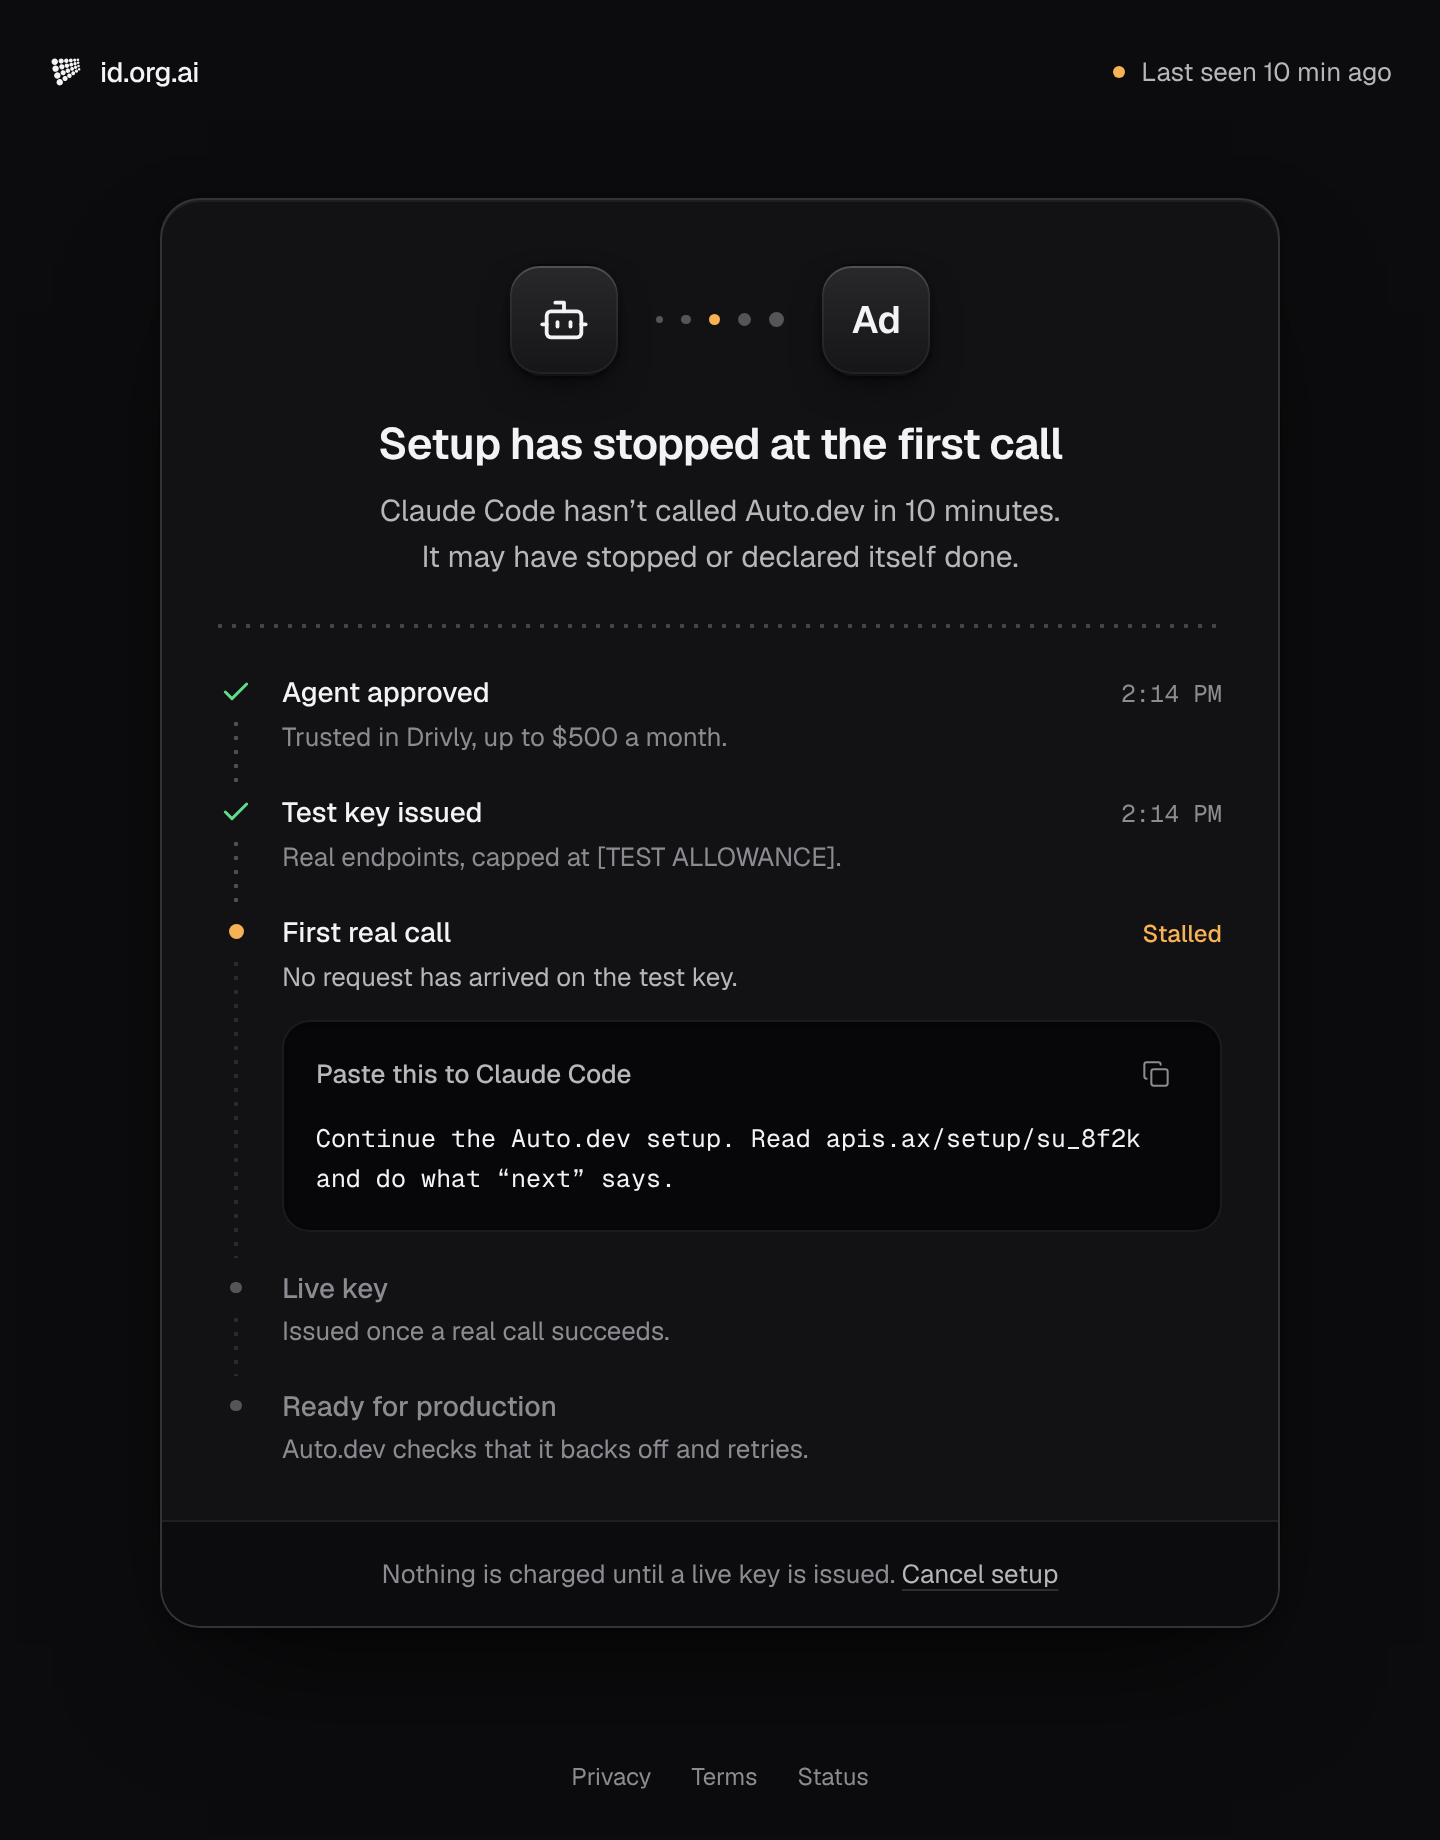 id.org.ai
Last seen 10 min ago
Ad
Setup has stopped at the first call
Claude Code hasn’t called Auto.dev in 10 minutes.
It may have stopped or declared itself done.
Agent approved
2:14 PM
Trusted in Drivly, up to $500 a month.
Test key issued
2:14 PM
Real endpoints, capped at [TEST ALLOWANCE].
First real call
Stalled
No request has arrived on the test key.
Paste this to Claude Code
Continue the Auto.dev setup. Read apis.ax/setup/su_8f2k
and do what “next” says.
Live key
Issued once a real call succeeds.
Ready for production
Auto.dev checks that it backs off and retries.
Nothing is charged until a live key is issued. Cancel setup
Privacy
Terms
Status